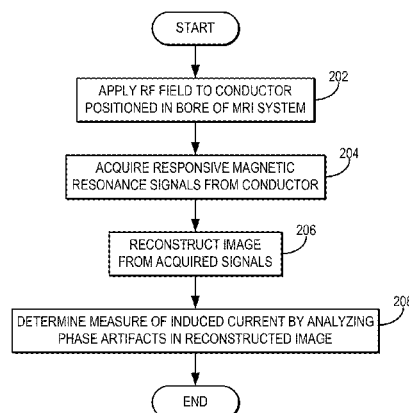 START
APPLY RF FIELD TO CONDUCTOR
POSITIONED IN BORE OF MRI SYSTEM
202
ACQUIRE RESPONSIVE MAGNETIC
RESONANCE SIGNALS FROM CONDUCTOR
204
RECONSTRUCT IMAGE
FROM ACQUIRED SIGNALS
206
DETERMINE MEASURE OF INDUCED CURRENT BY ANALYZING
PHASE ARTIFACTS IN RECONSTRUCTED IMAGE
208
END